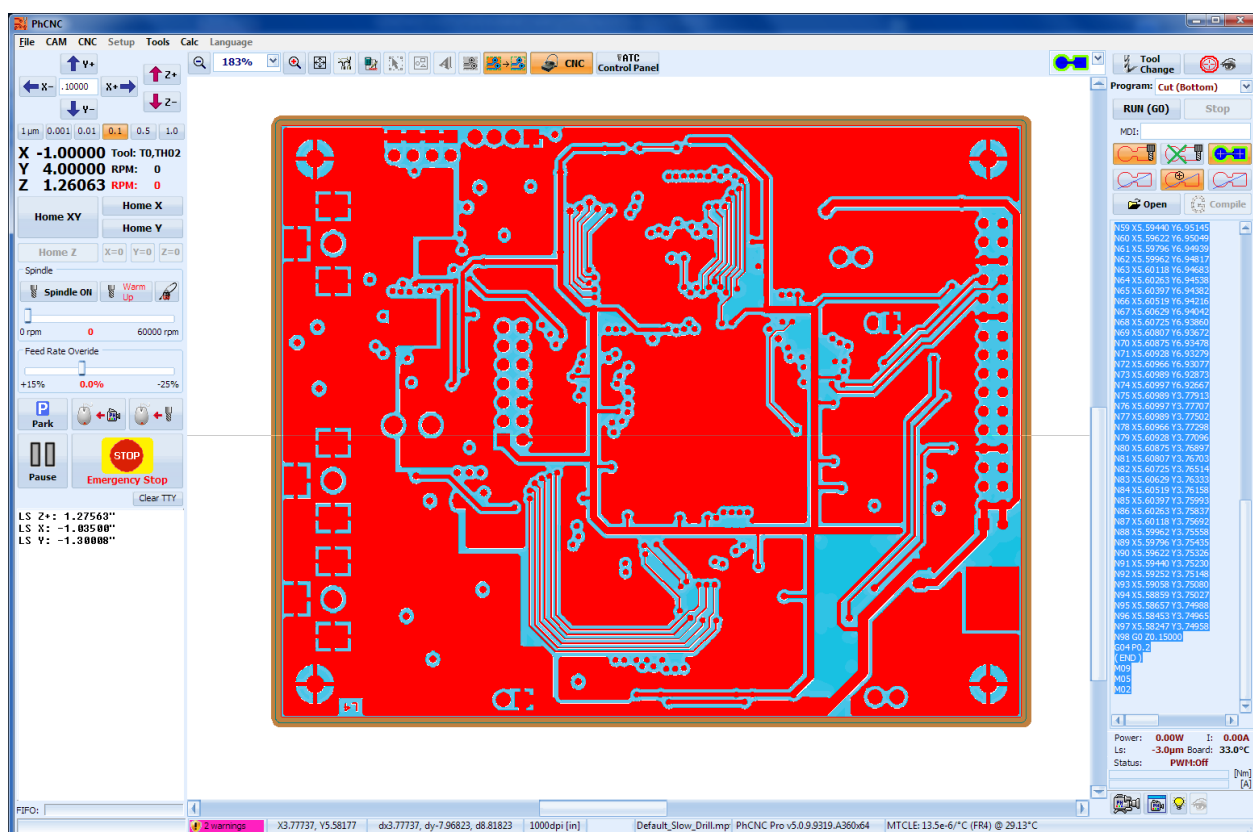 PhCNC
File CAM CNC Setup Tools Calc Language
Y+
X- .10000 X+
Y-
Z+
Z-
1µm 0.001 0.01 0.1 0.5 1.0
X -1.00000 Tool: T0,TH02
Y 4.00000 RPM: 0
Z 1.26063 RPM: 0
Home XY
Home X
Home Y
Home Z X=0 Y=0 Z=0
Spindle
Spindle ON Warm Up
0 rpm 0 60000 rpm
Feed Rate Overide
+15% 0.0% -25%
P
Park
Pause
STOP
Emergency Stop
Clear TTY
LS Z+: 1.27563"
LS X: -1.03500"
LS Y: -1.30008"
FIFO:
183%
CNC
ATC
Control Panel
L4
Tool
Change
Program: Cut (Bottom)
RUN (G0) Stop
MDI:
Open Compile
N59 X5.59440 Y6.95145
N60 X5.59622 Y6.95049
N61 X5.59796 Y6.94939
N62 X5.59962 Y6.94817
N63 X5.60118 Y6.94683
N64 X5.60263 Y6.94538
N65 X5.60397 Y6.94382
N66 X5.60519 Y6.94216
N67 X5.60629 Y6.94042
N68 X5.60725 Y6.93860
N69 X5.60807 Y6.93672
N70 X5.60875 Y6.93478
N71 X5.60928 Y6.93279
N72 X5.60966 Y6.93077
N73 X5.60989 Y6.92873
N74 X5.60997 Y6.92667
N75 X5.60989 Y3.77913
N76 X5.60997 Y3.77707
N77 X5.60989 Y3.77502
N78 X5.60966 Y3.77298
N79 X5.60928 Y3.77096
N80 X5.60875 Y3.76897
N81 X5.60807 Y3.76703
N82 X5.60725 Y3.76514
N83 X5.60629 Y3.76333
N84 X5.60519 Y3.76158
N85 X5.60397 Y3.75993
N86 X5.60263 Y3.75837
N87 X5.60118 Y3.75692
N88 X5.59962 Y3.75558
N89 X5.59796 Y3.75435
N90 X5.59622 Y3.75326
N91 X5.59440 Y3.75230
N92 X5.59252 Y3.75148
N93 X5.59058 Y3.75080
N94 X5.58859 Y3.75027
N95 X5.58657 Y3.74988
N96 X5.58453 Y3.74965
N97 X5.58247 Y3.74958
N98 G0 Z0.15000
G04 P0.2
( END )
M09
M05
M02
Power: 0.00W I: 0.00A
Ls: -3.0µm Board: 33.0°C
Status: PWM:Off
[Nm]
[A]
2 warnings X3.77737, Y5.58177 dx3.77737, dy-7.96823, d8.81823 1000dpi [in] Default_Slow_Drill.mp PhCNC Pro v5.0.9.9319.A360x64 MTCLE: 13.5e-6/°C (FR4) @ 29.13°C